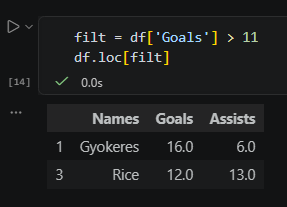 filt = df['Goals'] > 11
df.loc[filt]
[14]
0.0s
...
Names Goals Assists
1 Gyokeres 16.0 6.0
3 Rice 12.0 13.0